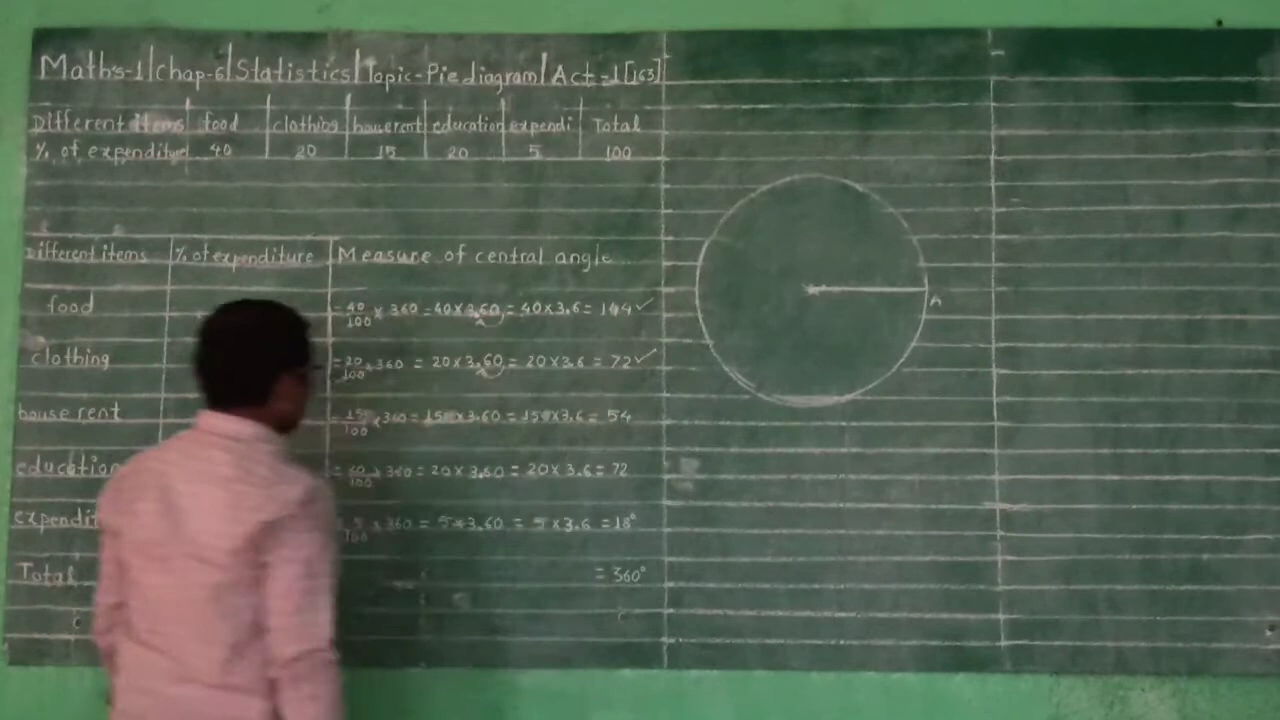 Maths-1|Chap-6|Statistics|Topic-Pie diagram|Act-1[163]
Different items food clothing house rent education expendi Total
% of expenditure 40 20 15 20 5 100
Different items % of expenditure Measure of central angle
food = 40/100 × 360 = 40 × 3.60 = 40 × 3.6 = 144 ✓
clothing = 20/100 × 360 = 20 × 3.60 = 20 × 3.6 = 72 ✓
house rent = 15/100 × 360 = 15 × 3.60 = 15 × 3.6 = 54
education /100 × 360 = 20 × 3.60 = 20 × 3.6 = 72
expendit 5/100 × 360 = 5 × 3.60 = 5 × 3.6 = 18°
Total = 360°
A